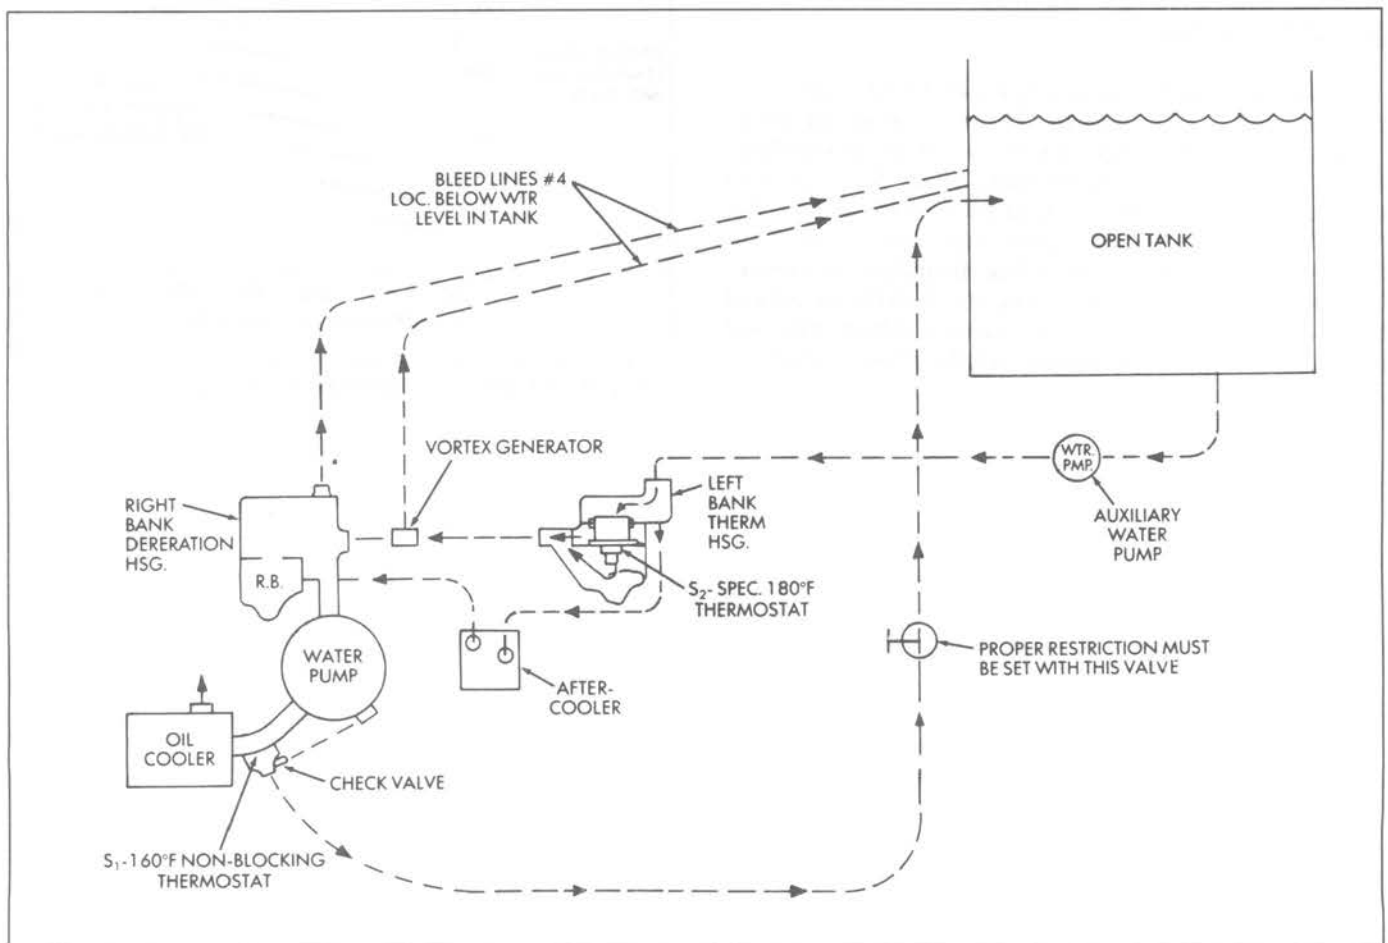 BLEED LINES #4
LOC. BELOW WTR
LEVEL IN TANK
OPEN TANK
VORTEX GENERATOR
WTR.
PMP.
AUXILIARY
WATER
PUMP
LEFT
BANK
THERM
HSG.
RIGHT
BANK
DERERATION
HSG.
R.B.
S₂- SPEC. 180°F
THERMOSTAT
WATER
PUMP
PROPER RESTRICTION MUST
BE SET WITH THIS VALVE
AFTER-
COOLER
OIL
COOLER
CHECK VALVE
S₁-160°F NON-BLOCKING
THERMOSTAT